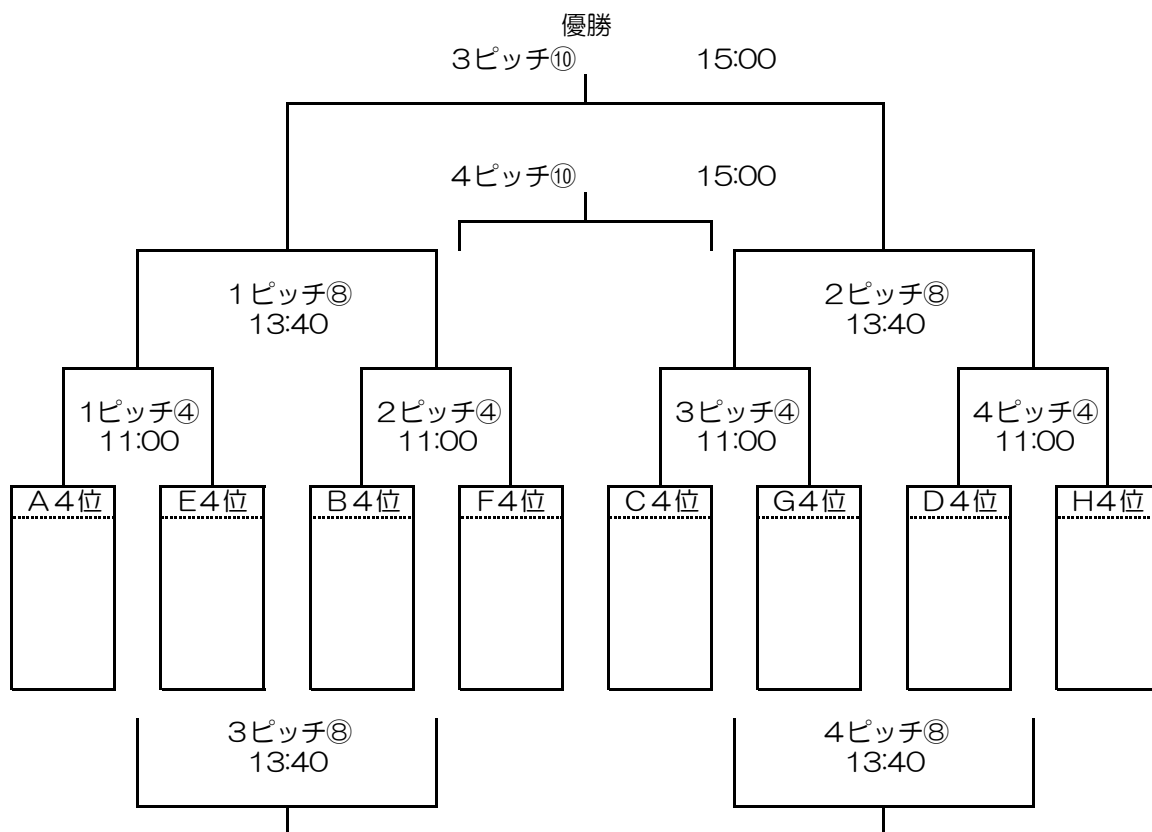 優勝
3ピッチ⑩ 15:00
4ピッチ⑩ 15:00
1ピッチ⑧ 2ピッチ⑧
13:40 13:40
1ピッチ④ 2ピッチ④ 3ピッチ④ 4ピッチ④
11:00 11:00 11:00 11:00
A4位 E4位 B4位 F4位 C4位 G4位 D4位 H4位
3ピッチ⑧ 4ピッチ⑧
13:40 13:40